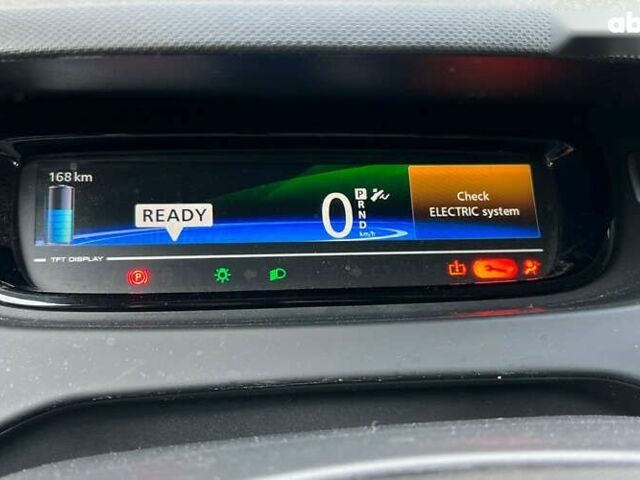 ab
168 km
READY
0
P
R
N
D
km/h
Check
ELECTRIC system
TFT DISPLAY
P